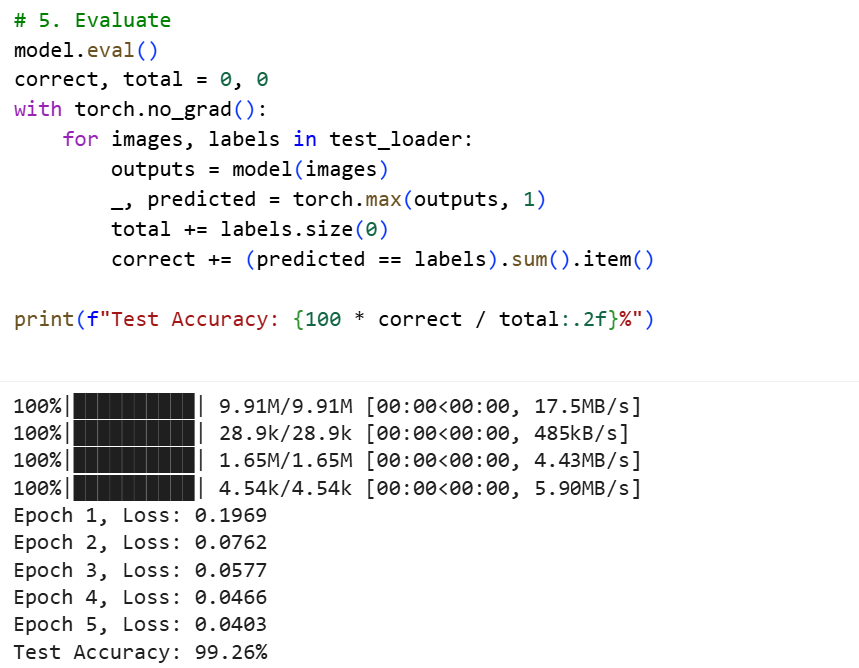 # 5. Evaluate
model.eval()
correct, total = 0, 0
with torch.no_grad():
    for images, labels in test_loader:
        outputs = model(images)
        _, predicted = torch.max(outputs, 1)
        total += labels.size(0)
        correct += (predicted == labels).sum().item()

print(f"Test Accuracy: {100 * correct / total:.2f}%")

100%|██████████| 9.91M/9.91M [00:00<00:00, 17.5MB/s]
100%|██████████| 28.9k/28.9k [00:00<00:00, 485kB/s]
100%|██████████| 1.65M/1.65M [00:00<00:00, 4.43MB/s]
100%|██████████| 4.54k/4.54k [00:00<00:00, 5.90MB/s]
Epoch 1, Loss: 0.1969
Epoch 2, Loss: 0.0762
Epoch 3, Loss: 0.0577
Epoch 4, Loss: 0.0466
Epoch 5, Loss: 0.0403
Test Accuracy: 99.26%